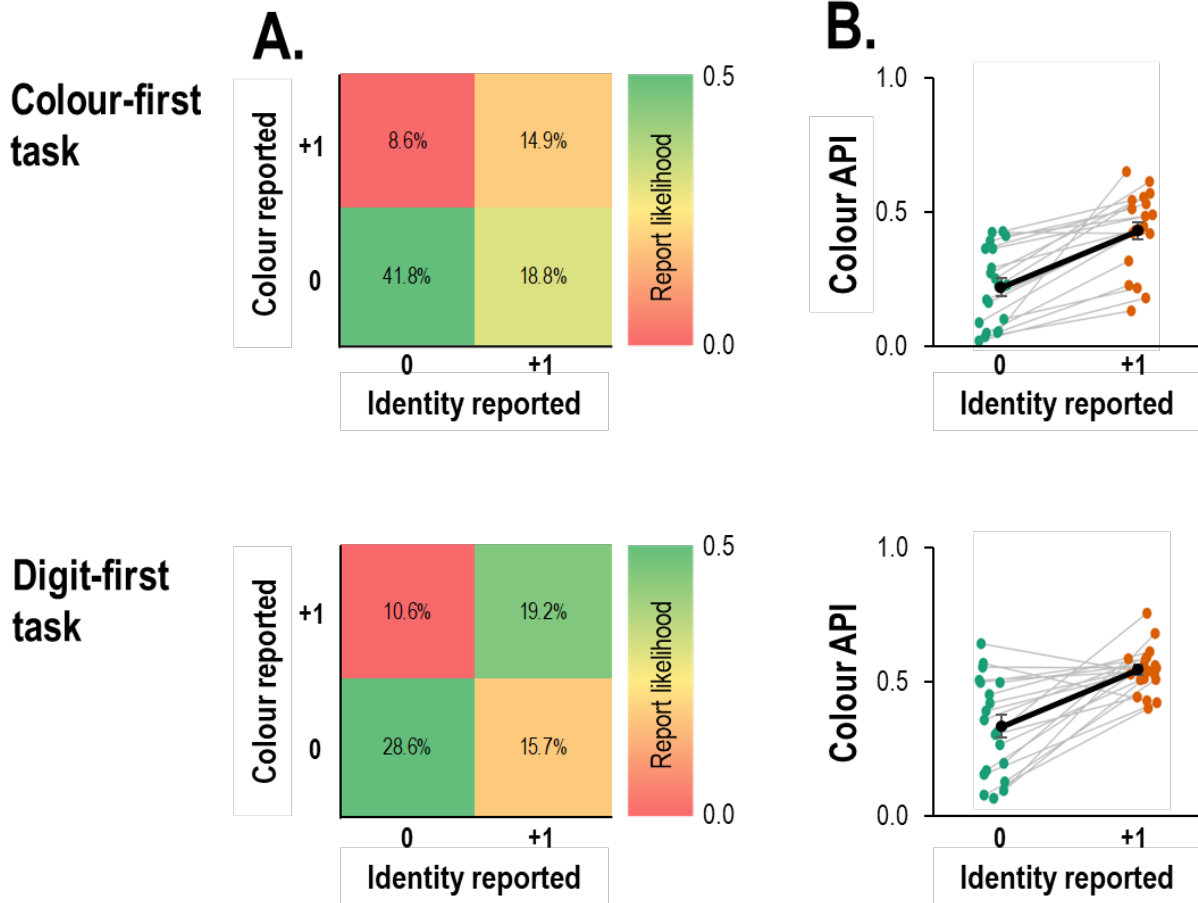 A.
B.
Colour-first
task
Colour reported
+1
0
8.6%
14.9%
41.8%
18.8%
0
+1
Identity reported
Report likelihood
0.5
0.0
Colour API
1.0
0.5
0.0
0
+1
Identity reported
Digit-first
task
Colour reported
+1
0
10.6%
19.2%
28.6%
15.7%
0
+1
Identity reported
Report likelihood
0.5
0.0
Colour API
1.0
0.5
0.0
0
+1
Identity reported